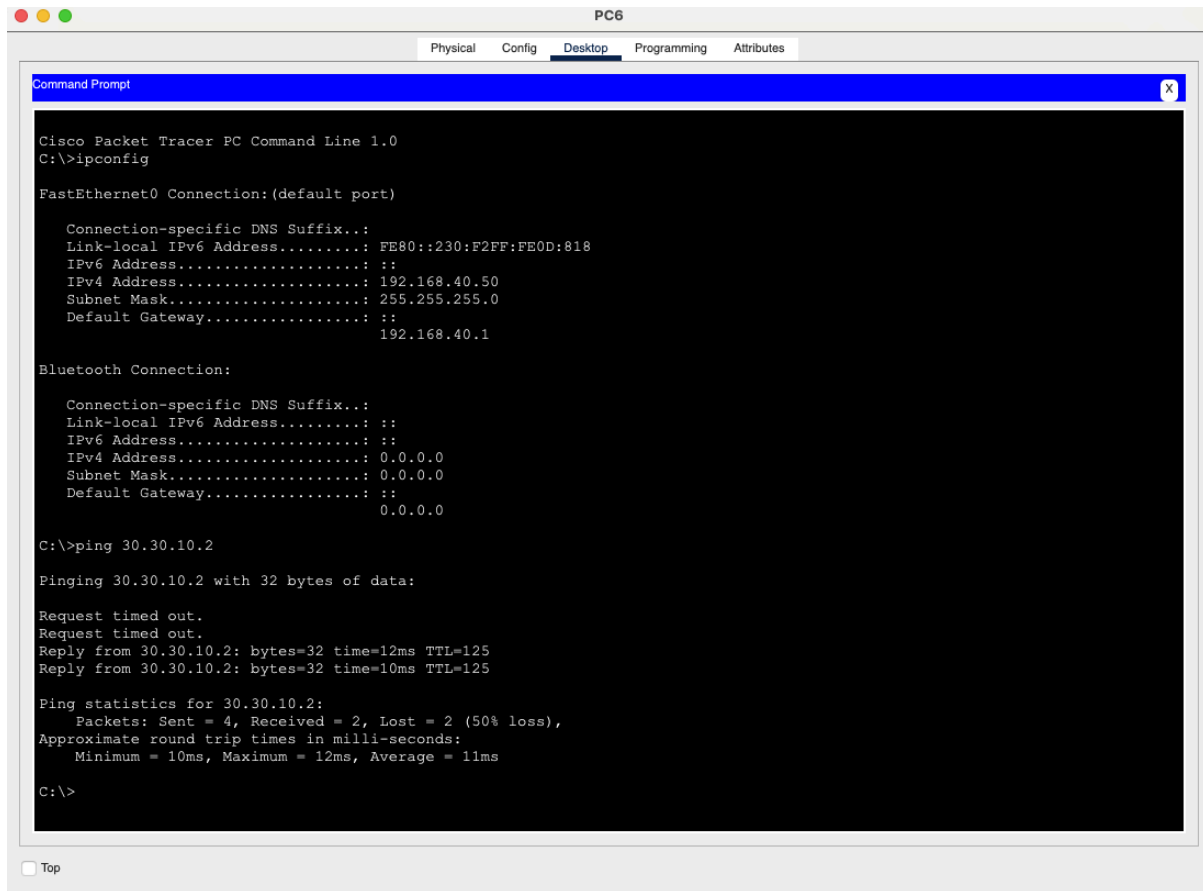 PC6
Physical Config Desktop Programming Attributes
Command Prompt
X
Cisco Packet Tracer PC Command Line 1.0
C:\>ipconfig
FastEthernet0 Connection:(default port)
Connection-specific DNS Suffix..:
Link-local IPv6 Address.........: FE80::230:F2FF:FE0D:818
IPv6 Address....................: ::
IPv4 Address....................: 192.168.40.50
Subnet Mask.....................: 255.255.255.0
Default Gateway.................: ::
192.168.40.1
Bluetooth Connection:
Connection-specific DNS Suffix..:
Link-local IPv6 Address.........: ::
IPv6 Address....................: ::
IPv4 Address....................: 0.0.0.0
Subnet Mask.....................: 0.0.0.0
Default Gateway.................: ::
0.0.0.0
C:\>ping 30.30.10.2
Pinging 30.30.10.2 with 32 bytes of data:
Request timed out.
Request timed out.
Reply from 30.30.10.2: bytes=32 time=12ms TTL=125
Reply from 30.30.10.2: bytes=32 time=10ms TTL=125
Ping statistics for 30.30.10.2:
Packets: Sent = 4, Received = 2, Lost = 2 (50% loss),
Approximate round trip times in milli-seconds:
Minimum = 10ms, Maximum = 12ms, Average = 11ms
C:\>
Top